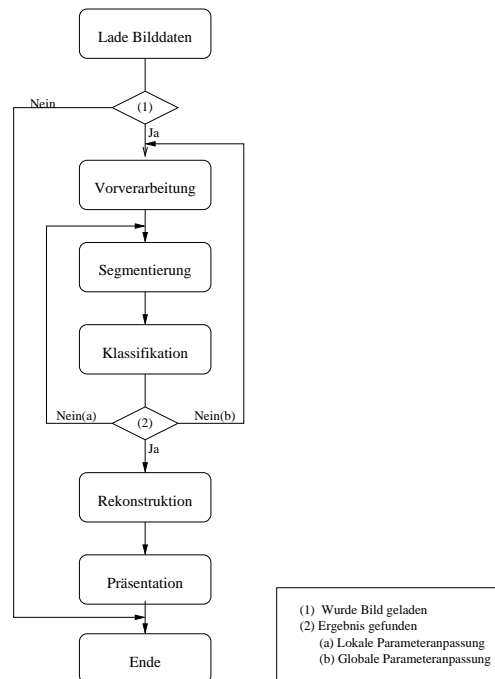 Lade Bilddaten
Nein
(1)
Ja
Vorverarbeitung
Segmentierung
Klassifikation
Nein(a)
(2)
Nein(b)
Ja
Rekonstruktion
Präsentation
Ende
(1) Wurde Bild geladen
(2) Ergebnis gefunden
(a) Lokale Parameteranpassung
(b) Globale Parameteranpassung